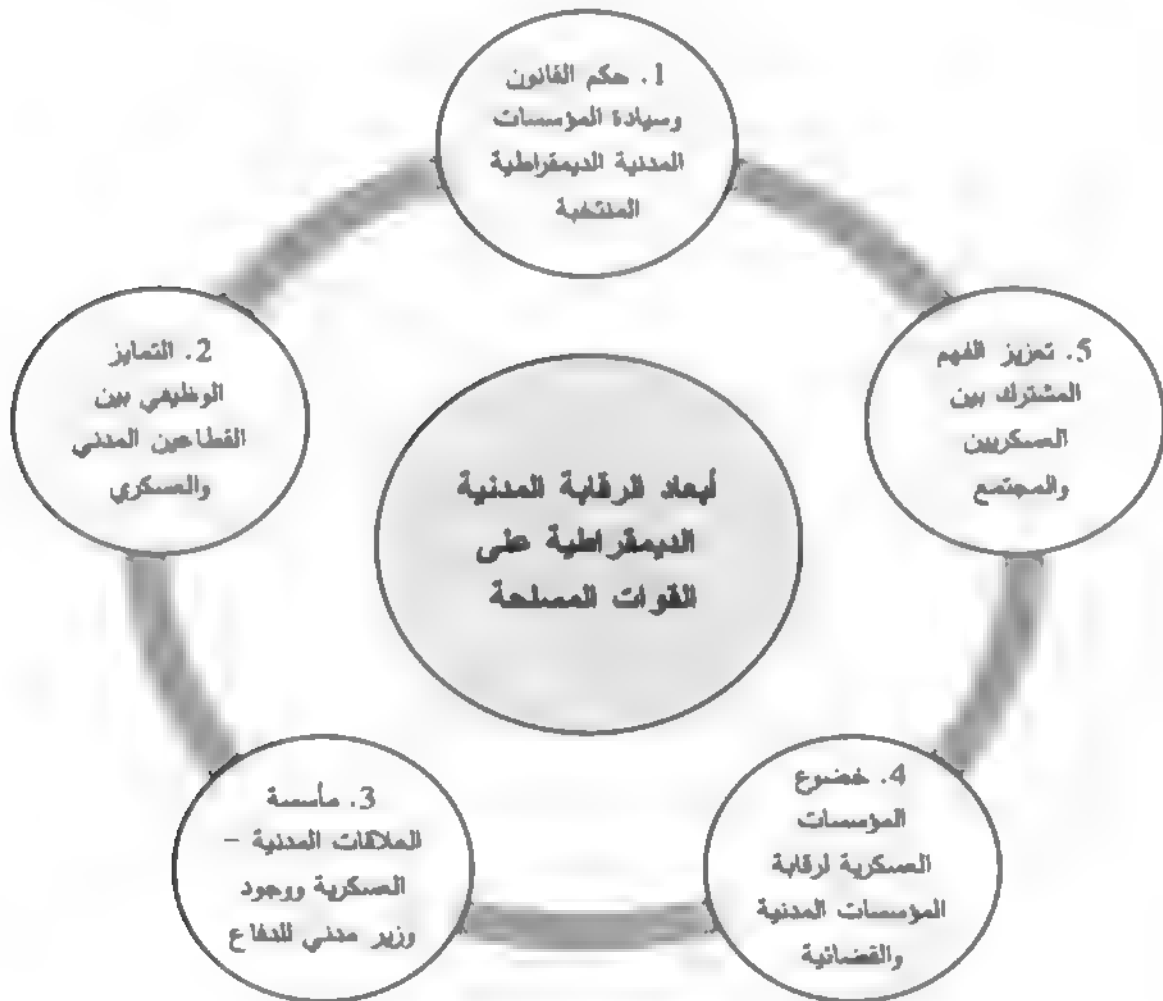 1. حكم القانون
وسيادة المؤسسات
المدنية الديمقراطية
المنتخبة
2. التمايز
الوظيفي بين
القطاعين المدني
والعسكري
3. مأسسة
العلاقات المدنية –
العسكرية ووجود
وزير مدني للدفاع
4. خضوع
المؤسسات
العسكرية لرقابة
المؤسسات المدنية
والقضائية
5. تعزيز الفهم
المشترك بين
العسكريين
والمجتمع
أبعاد الرقابة المدنية
الديمقراطية على
القوات المسلحة